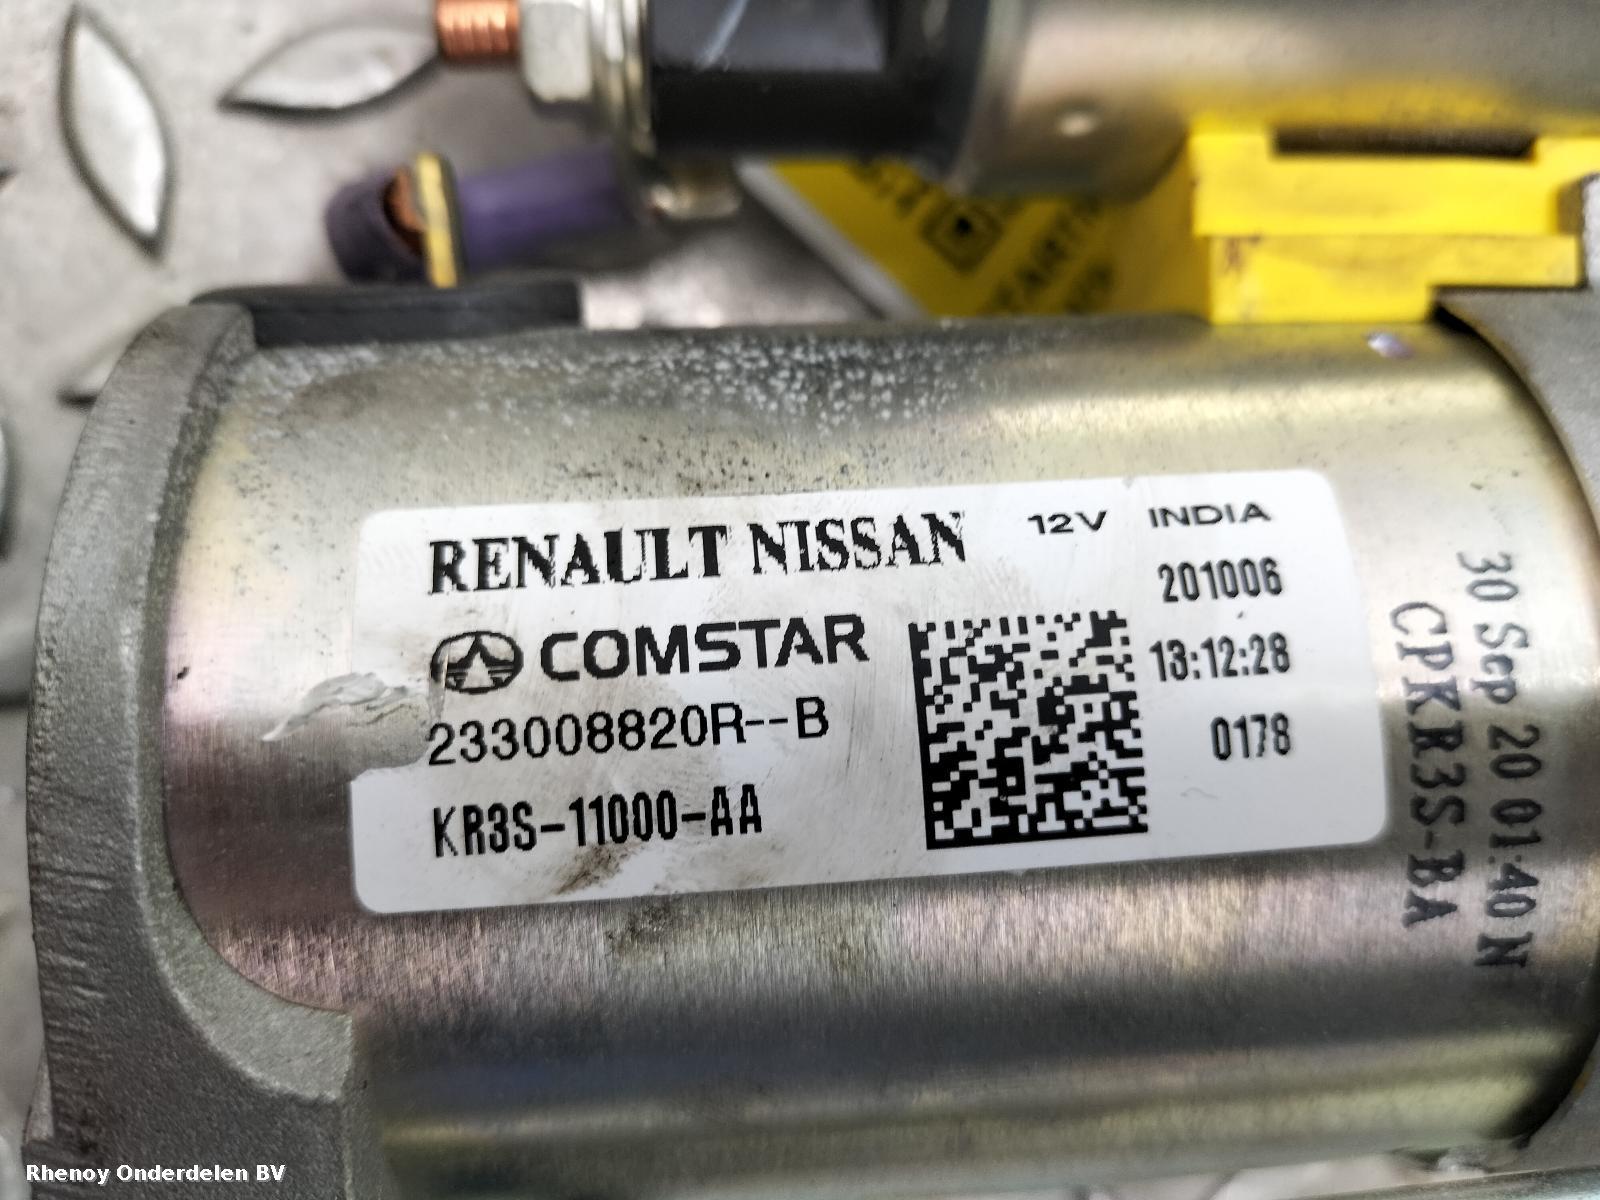 RENAULT NISSAN 12V INDIA
201006
COMSTAR
13:12:28
233008820R--B
0178
KR3S-11000-AA
30 Sep 20 01:40 N
CPKR3S-BA
Rhenoy Onderdelen BV